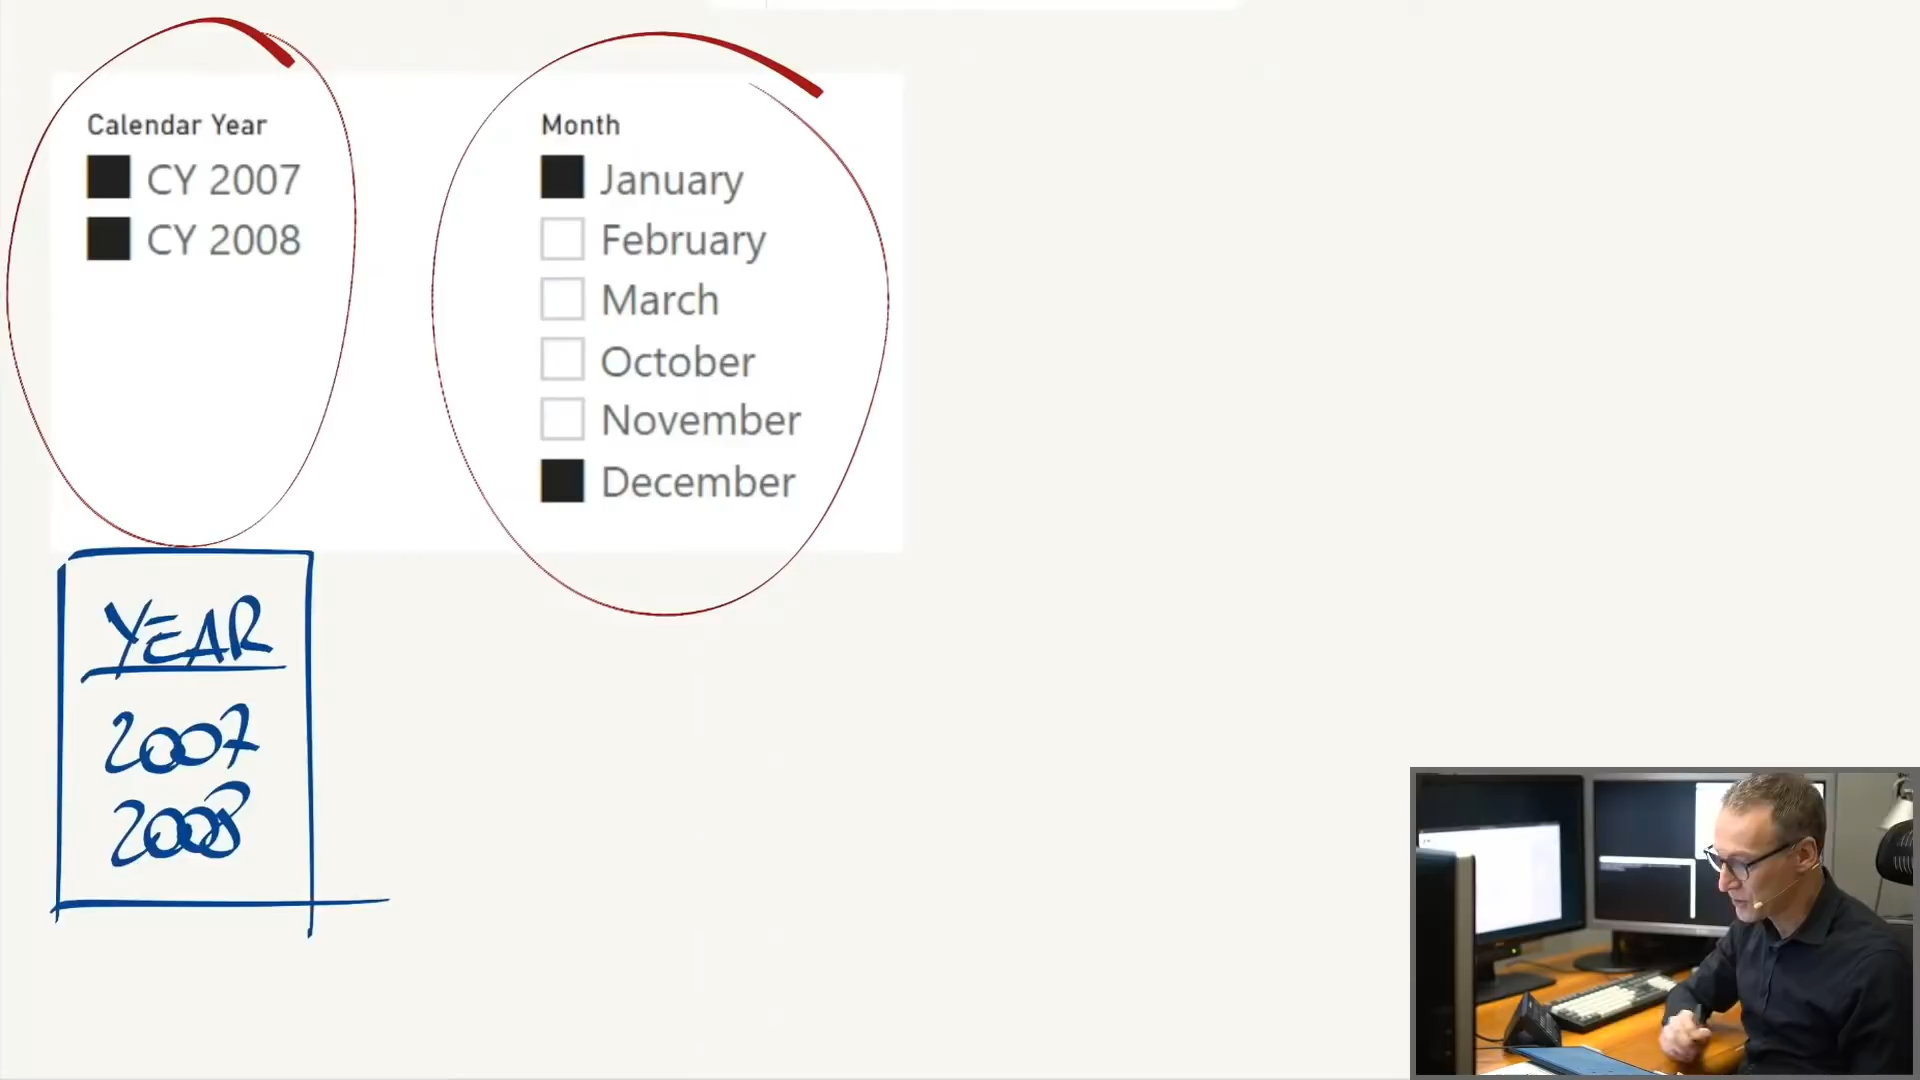 Calendar Year
CY 2007
CY 2008
Month
January
February
March
October
November
December
YEAR
2007
2008